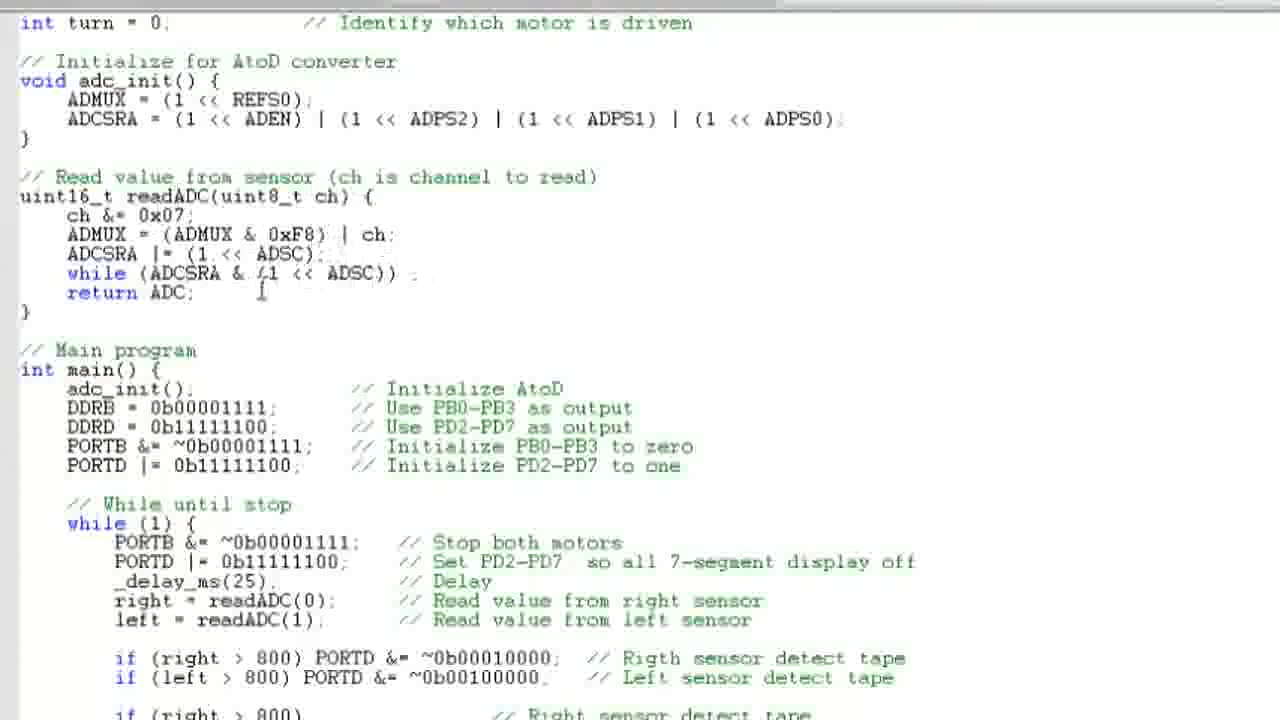 int turn = 0; // Identify which motor is driven
// Initialize for AtoD converter
void adc_init() {
ADMUX = (1 << REFS0);
ADCSRA = (1 << ADEN) | (1 << ADPS2) | (1 << ADPS1) | (1 << ADPS0);
}
// Read value from sensor (ch is channel to read)
uint16_t readADC(uint8_t ch) {
ch &= 0x07;
ADMUX = (ADMUX & 0xF8) | ch;
ADCSRA |= (1 << ADSC);
while (ADCSRA & (1 << ADSC)) ;
return ADC;
}
// Main program
int main() {
adc_init(); // Initialize AtoD
DDRB = 0b00001111; // Use PB0-PB3 as output
DDRD = 0b11111100; // Use PD2-PD7 as output
PORTB &= ~0b00001111; // Initialize PB0-PB3 to zero
PORTD |= 0b11111100; // Initialize PD2-PD7 to one
// While until stop
while (1) {
PORTB &= ~0b00001111; // Stop both motors
PORTD |= 0b11111100; // Set PD2-PD7 so all 7-segment display off
_delay_ms(25); // Delay
right = readADC(0); // Read value from right sensor
left = readADC(1); // Read value from left sensor
if (right > 800) PORTD &= ~0b00010000; // Rigth sensor detect tape
if (left > 800) PORTD &= ~0b00100000; // Left sensor detect tape
if (right > 800) // Right sensor detect tape